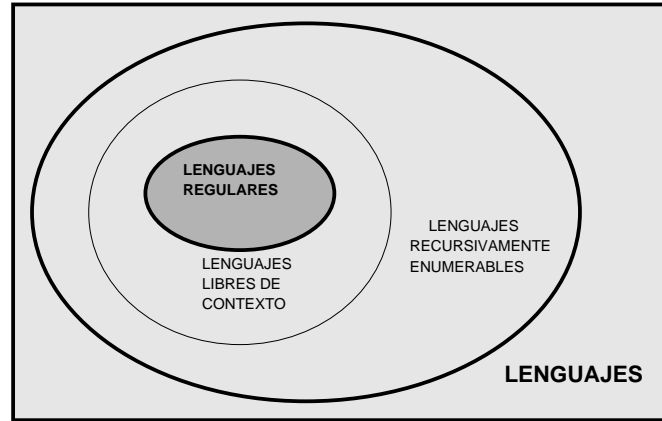 LENGUAJES
REGULARES
LENGUAJES
LIBRES DE
CONTEXTO
LENGUAJES
RECURSIVAMENTE
ENUMERABLES
LENGUAJES